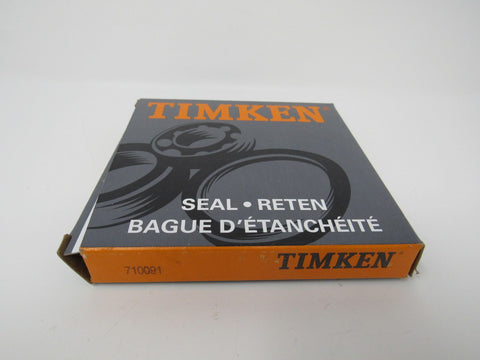 TIMKEN®
SEAL • RETEN
BAGUE D'ÉTANCHÉITÉ
710091 TIMKEN